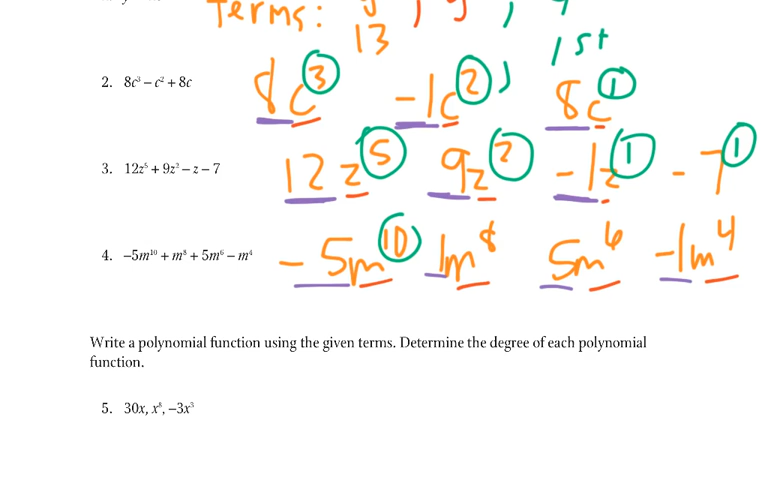 Terms:
13
1st
2. 8c³ – c² + 8c 8c³ -1c², 8c¹
3. 12z⁵ + 9z² – z – 7 12z⁵ 9z² -1z¹ -7¹
4. –5m¹⁰ + m⁸ + 5m⁶ – m⁴ -5m¹⁰ 1m⁸ 5m⁶ -1m⁴
Write a polynomial function using the given terms. Determine the degree of each polynomial
function.
5. 30x, x⁸, –3x³